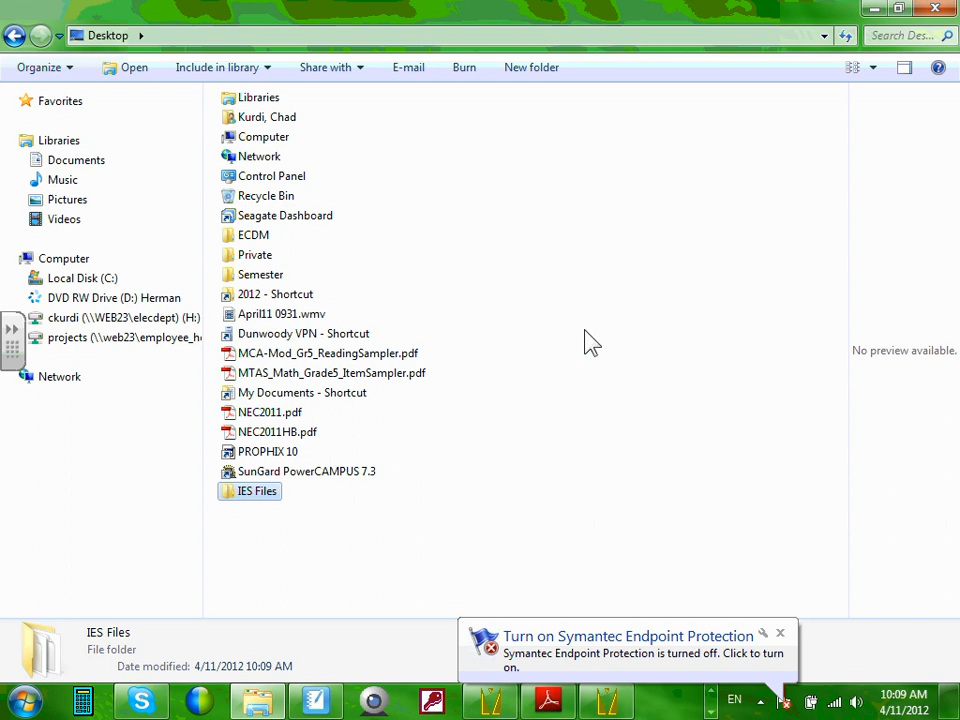 Desktop
Search Des...
Organize
Open
Include in library
Share with
E-mail
Burn
New folder
Favorites
Libraries
Documents
Music
Pictures
Videos
Computer
Local Disk (C:)
DVD RW Drive (D:) Herman
ckurdi (\\WEB23\elecdept) (H:)
projects (\\web23\employee_h
Network
Libraries
Kurdi, Chad
Computer
Network
Control Panel
Recycle Bin
Seagate Dashboard
ECDM
Private
Semester
2012 - Shortcut
April11 0931.wmv
Dunwoody VPN - Shortcut
MCA-Mod_Gr5_ReadingSampler.pdf
MTAS_Math_Grade5_ItemSampler.pdf
My Documents - Shortcut
NEC2011.pdf
NEC2011HB.pdf
PROPHIX 10
SunGard PowerCAMPUS 7.3
IES Files
No preview available.
IES Files
File folder
Date modified: 4/11/2012 10:09 AM
Turn on Symantec Endpoint Protection
Symantec Endpoint Protection is turned off. Click to turn
on.
EN
10:09 AM
4/11/2012